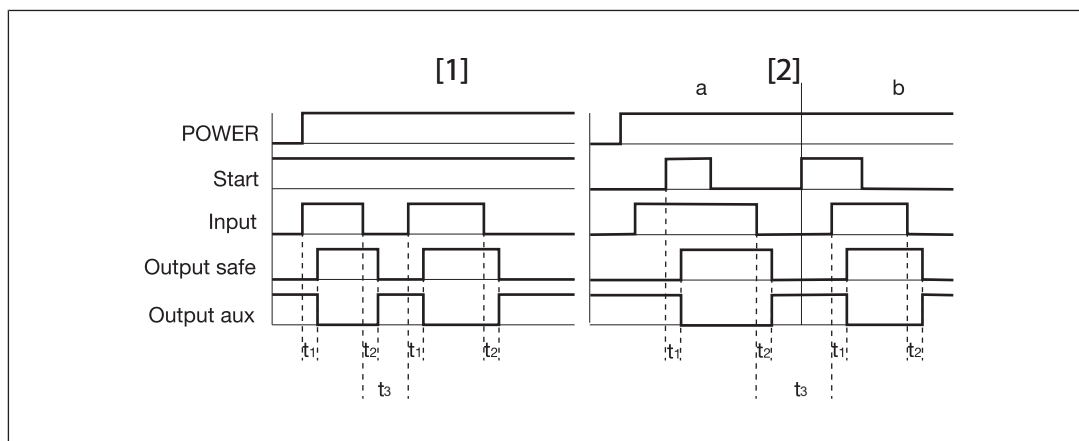 [1] [2]
a b
POWER
Start
Input
Output safe
Output aux
t1 t2 t1 t2 t1 t2 t1 t2
t3 t3